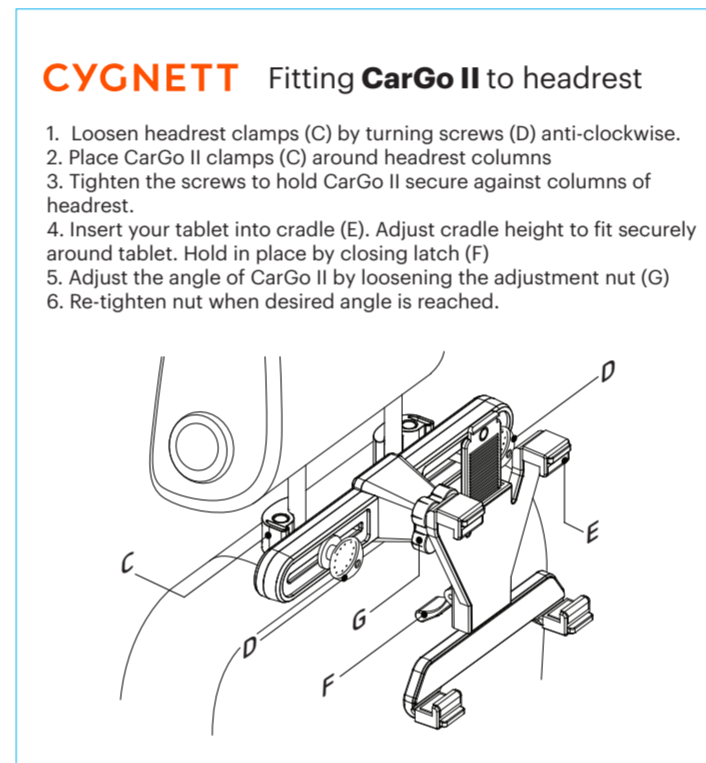 CYGNETT Fitting CarGo II to headrest
1. Loosen headrest clamps (C) by turning screws (D) anti-clockwise.
2. Place CarGo II clamps (C) around headrest columns
3. Tighten the screws to hold CarGo II secure against columns of
headrest.
4. Insert your tablet into cradle (E). Adjust cradle height to fit securely
around tablet. Hold in place by closing latch (F)
5. Adjust the angle of CarGo II by loosening the adjustment nut (G)
6. Re-tighten nut when desired angle is reached.
D
E
C
G
D
F